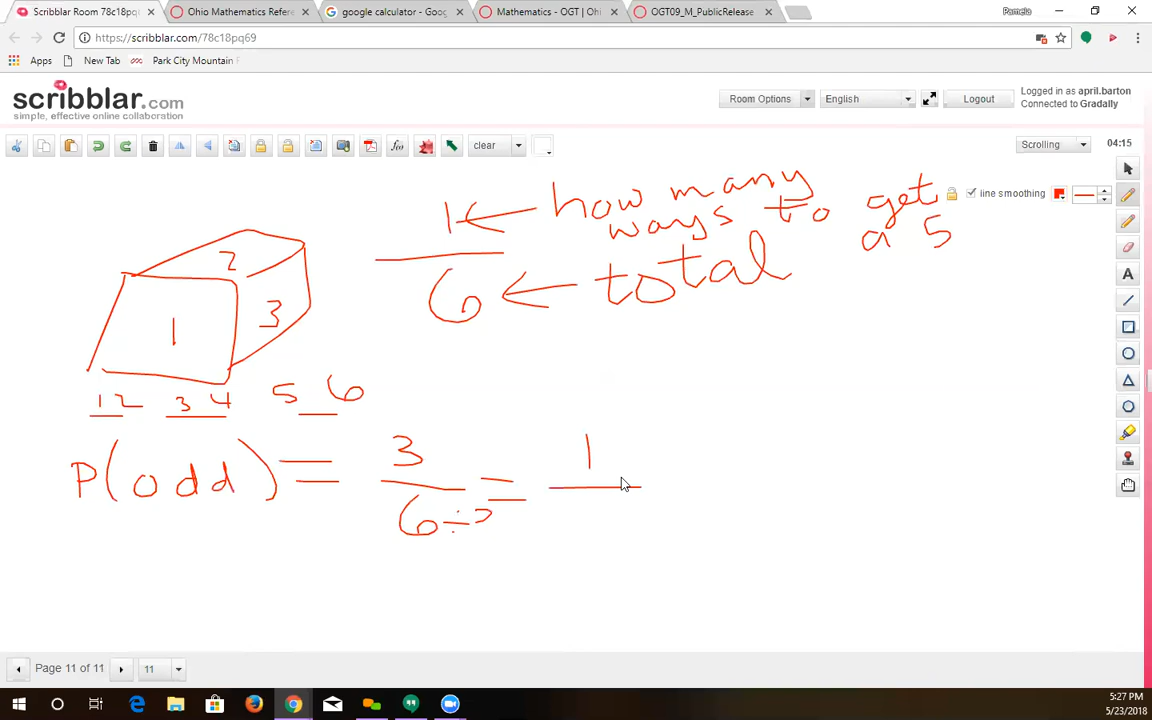 Scribblar Room 78c18pq
Ohio Mathematics Refere
google calculator - Goog
Mathematics - OGT | Ohi
OGT09_M_PublicRelease
Pamela
https://scribblar.com/78c18pq69
Apps
New Tab
Park City Mountain
scribblar.com
simple, effective online collaboration
Room Options
English
Logout
Logged in as april.barton
Connected to Gradally
clear
Scrolling
04:15
line smoothing
1 ← how many
ways to get
a 5
6 ← total
2
1
3
1 2 3 4 5 6
P(odd) = 3/6÷ = 1/
Page 11 of 11
11
5:27 PM
5/23/2018